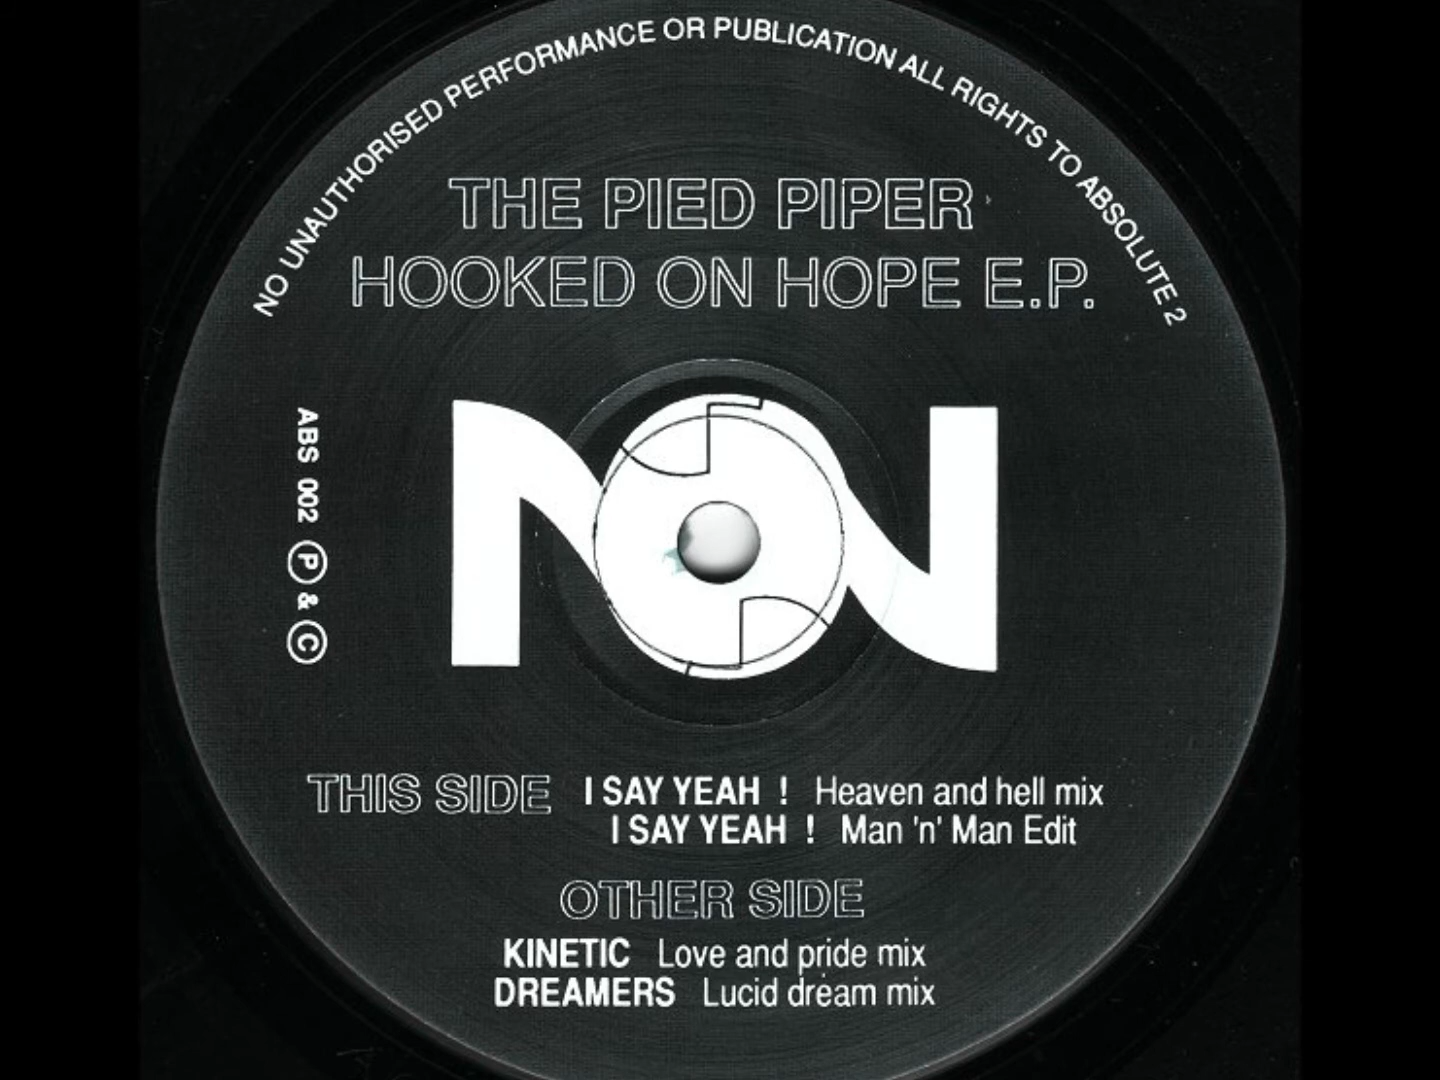 NO UNAUTHORISED PERFORMANCE OR PUBLICATION ALL RIGHTS TO ABSOLUTE 2
THE PIED PIPER
HOOKED ON HOPE E.P.
ABS 002 Ⓟ & Ⓒ
THIS SIDE I SAY YEAH ! Heaven and hell mix
I SAY YEAH ! Man 'n' Man Edit
OTHER SIDE
KINETIC Love and pride mix
DREAMERS Lucid dream mix